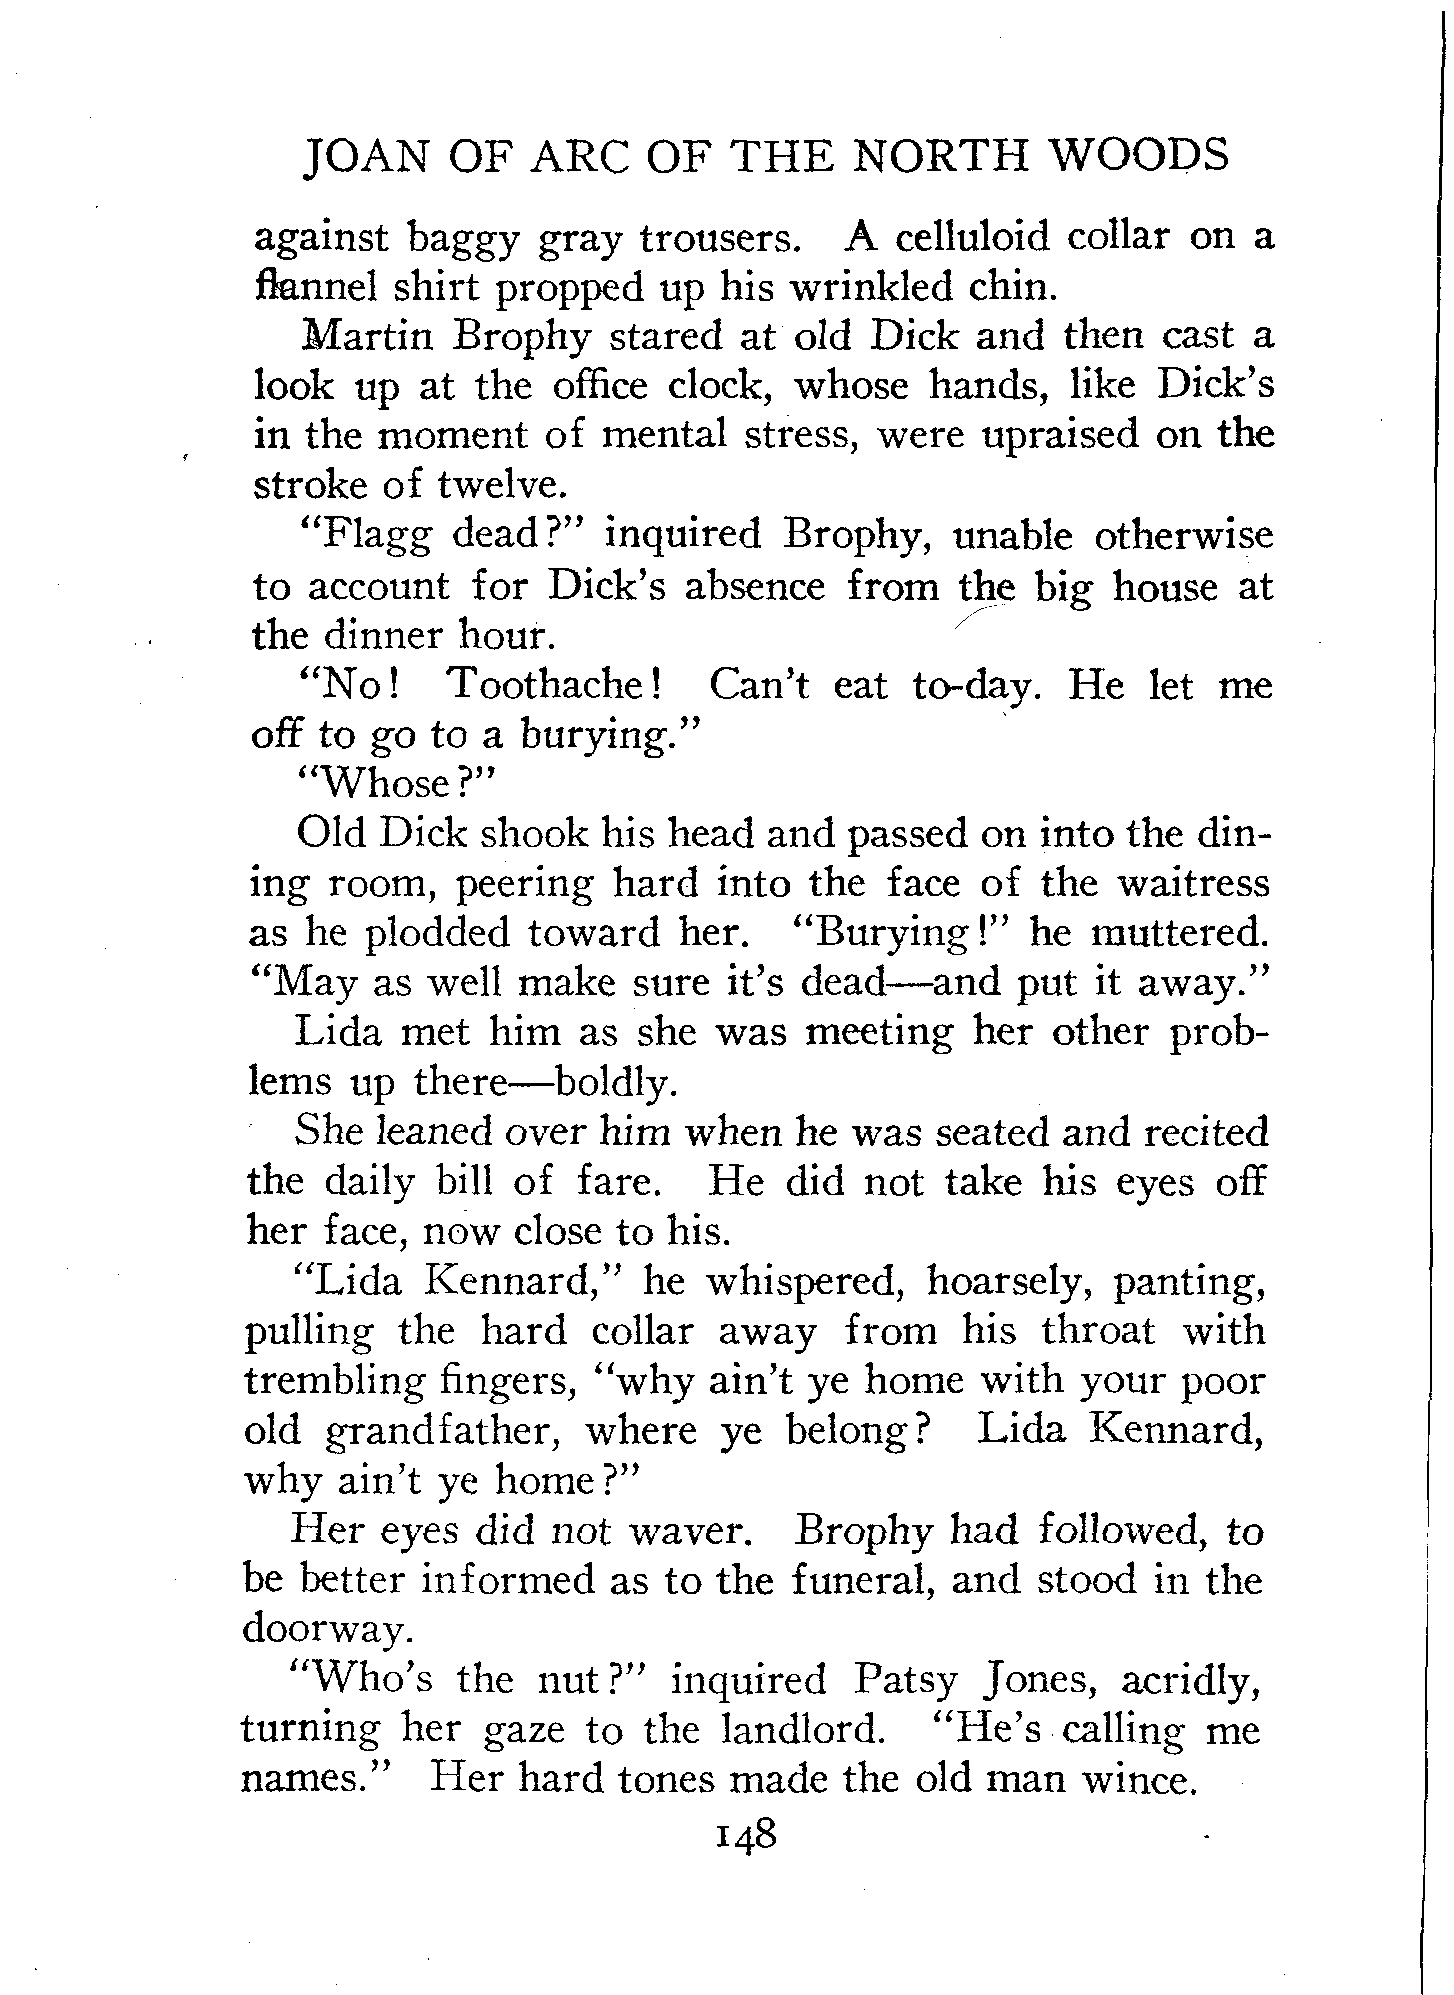 JOAN OF ARC OF THE NORTH WOODS
against baggy gray trousers. A celluloid collar on a
flannel shirt propped up his wrinkled chin.
Martin Brophy stared at old Dick and then cast a
look up at the office clock, whose hands, like Dick's
in the moment of mental stress, were upraised on the
stroke of twelve.
"Flagg dead?" inquired Brophy, unable otherwise
to account for Dick's absence from the big house at
the dinner hour.
"No! Toothache! Can't eat to-day. He let me
off to go to a burying."
"Whose?"
Old Dick shook his head and passed on into the din-
ing room, peering hard into the face of the waitress
as he plodded toward her. "Burying!" he muttered.
"May as well make sure it's dead—and put it away."
Lida met him as she was meeting her other prob-
lems up there—boldly.
She leaned over him when he was seated and recited
the daily bill of fare. He did not take his eyes off
her face, now close to his.
"Lida Kennard," he whispered, hoarsely, panting,
pulling the hard collar away from his throat with
trembling fingers, "why ain't ye home with your poor
old grandfather, where ye belong? Lida Kennard,
why ain't ye home?"
Her eyes did not waver. Brophy had followed, to
be better informed as to the funeral, and stood in the
doorway.
"Who's the nut?" inquired Patsy Jones, acridly,
turning her gaze to the landlord. "He's calling me
names." Her hard tones made the old man wince.
148